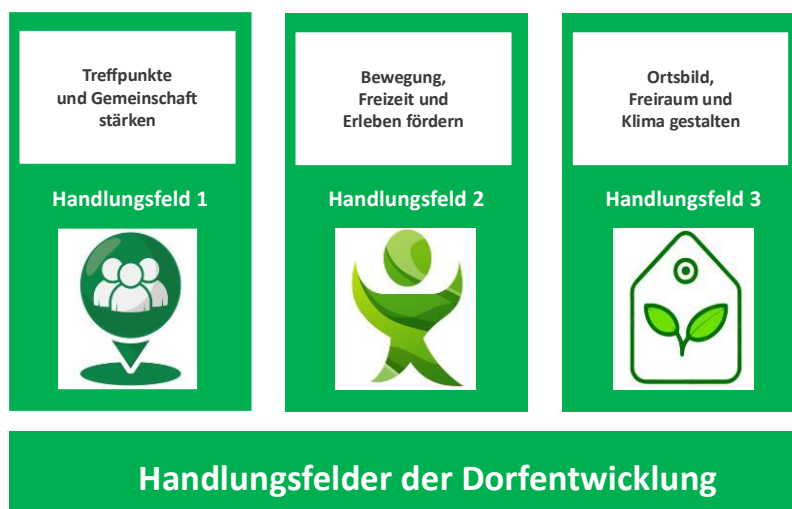 Treffpunkte
und Gemeinschaft
stärken
Handlungsfeld 1
Bewegung,
Freizeit und
Erleben fördern
Handlungsfeld 2
Ortsbild,
Freiraum und
Klima gestalten
Handlungsfeld 3
Handlungsfelder der Dorfentwicklung